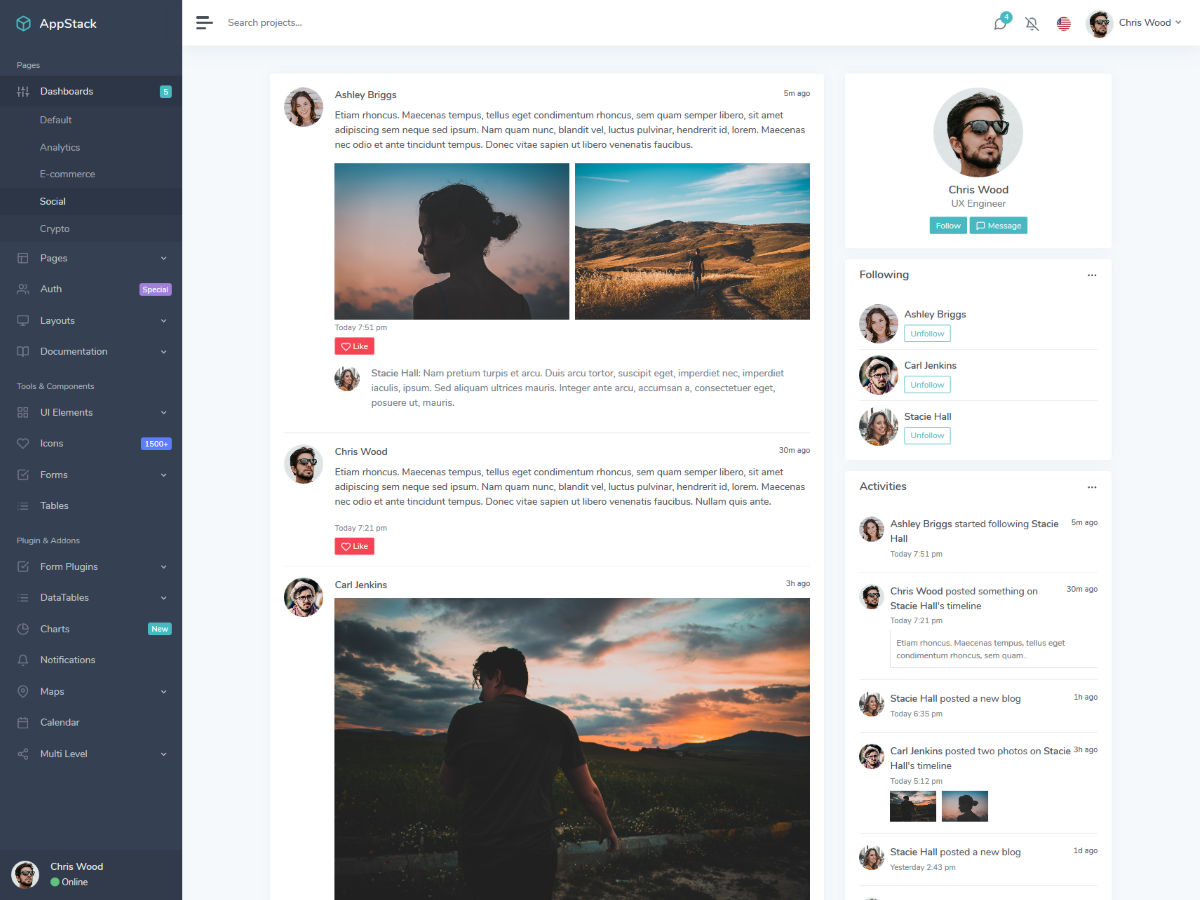 AppStack
Pages
Dashboards
5
Default
Analytics
E-commerce
Social
Crypto
Pages
Auth
Special
Layouts
Documentation
Tools & Components
UI Elements
Icons
1500+
Forms
Tables
Plugin & Addons
Form Plugins
DataTables
Charts
New
Notifications
Maps
Calendar
Multi Level
Chris Wood
Online
Search projects...
4
Chris Wood
Ashley Briggs
5m ago
Etiam rhoncus. Maecenas tempus, tellus eget condimentum rhoncus, sem quam semper libero, sit amet
adipiscing sem neque sed ipsum. Nam quam nunc, blandit vel, luctus pulvinar, hendrerit id, lorem. Maecenas
nec odio et ante tincidunt tempus. Donec vitae sapien ut libero venenatis faucibus.
Today 7:51 pm
Like
Stacie Hall: Nam pretium turpis et arcu. Duis arcu tortor, suscipit eget, imperdiet nec, imperdiet
iaculis, ipsum. Sed aliquam ultrices mauris. Integer ante arcu, accumsan a, consectetuer eget,
posuere ut, mauris.
Chris Wood
30m ago
Etiam rhoncus. Maecenas tempus, tellus eget condimentum rhoncus, sem quam semper libero, sit amet
adipiscing sem neque sed ipsum. Nam quam nunc, blandit vel, luctus pulvinar, hendrerit id, lorem. Maecenas
nec odio et ante tincidunt tempus. Donec vitae sapien ut libero venenatis faucibus. Nullam quis ante.
Today 7:21 pm
Like
Carl Jenkins
3h ago
Chris Wood
UX Engineer
Follow
Message
Following
Ashley Briggs
Unfollow
Carl Jenkins
Unfollow
Stacie Hall
Unfollow
Activities
Ashley Briggs started following Stacie
Hall
5m ago
Today 7:51 pm
Chris Wood posted something on
Stacie Hall's timeline
30m ago
Today 7:21 pm
Etiam rhoncus. Maecenas tempus, tellus eget
condimentum rhoncus, sem quam..
Stacie Hall posted a new blog
1h ago
Today 6:35 pm
Carl Jenkins posted two photos on Stacie
Hall's timeline
3h ago
Today 5:12 pm
Stacie Hall posted a new blog
1d ago
Yesterday 2:43 pm